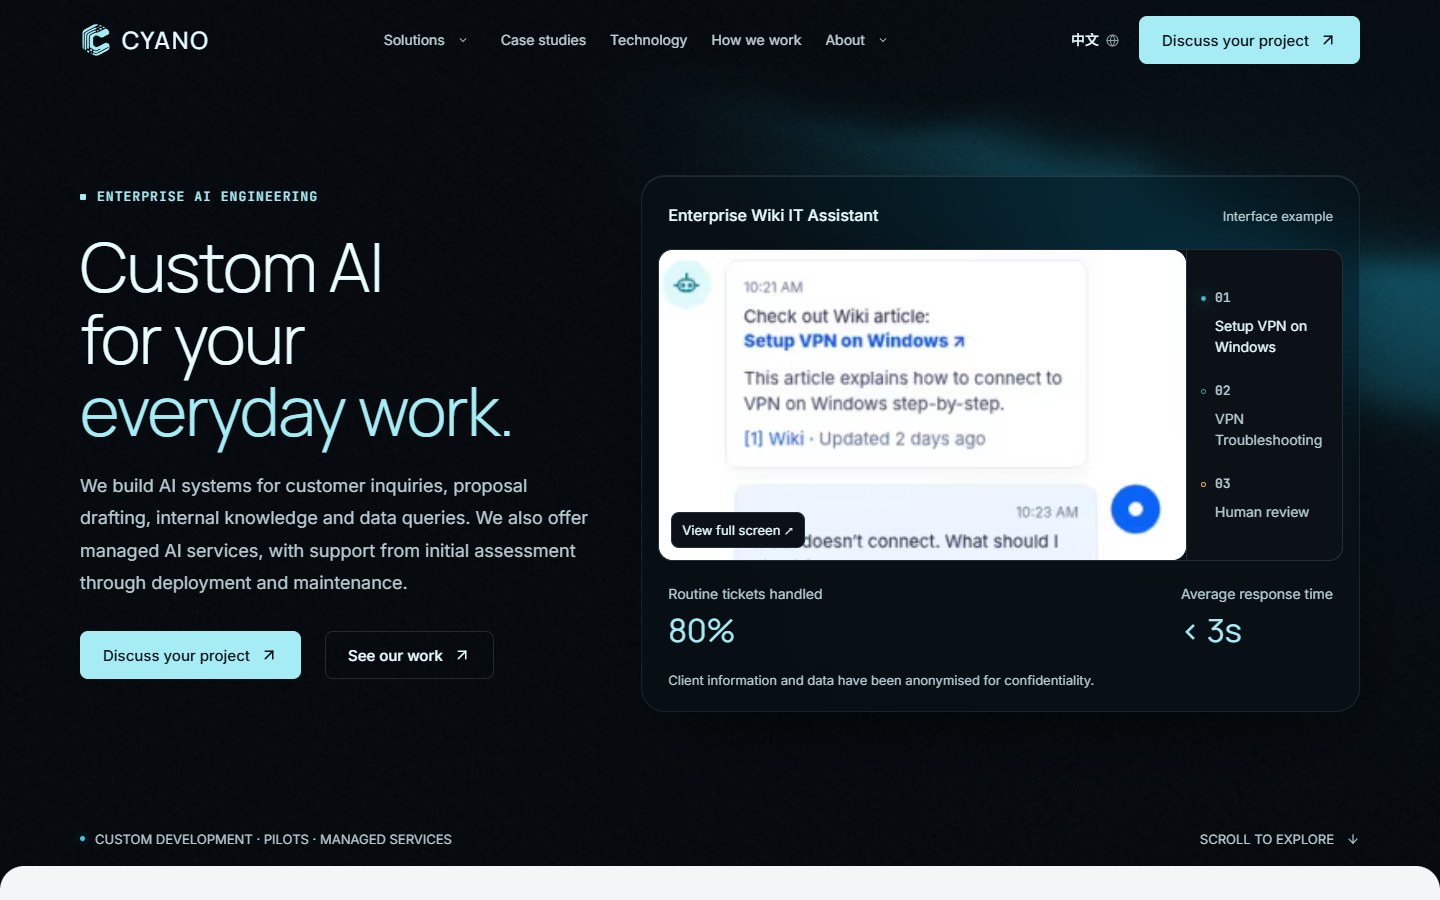 CYANO
Solutions
Case studies
Technology
How we work
About
中文
Discuss your project ↗
ENTERPRISE AI ENGINEERING
Custom AI
for your
everyday work.
We build AI systems for customer inquiries, proposal
drafting, internal knowledge and data queries. We also offer
managed AI services, with support from initial assessment
through deployment and maintenance.
Discuss your project ↗
See our work ↗
Enterprise Wiki IT Assistant
Interface example
10:21 AM
Check out Wiki article:
Setup VPN on Windows ↗
This article explains how to connect to
VPN on Windows step-by-step.
[1] Wiki · Updated 2 days ago
10:23 AM
doesn't connect. What should I
View full screen ↗
01
Setup VPN on
Windows
02
VPN
Troubleshooting
03
Human review
Routine tickets handled
80%
Average response time
< 3s
Client information and data have been anonymised for confidentiality.
CUSTOM DEVELOPMENT · PILOTS · MANAGED SERVICES
SCROLL TO EXPLORE ↓